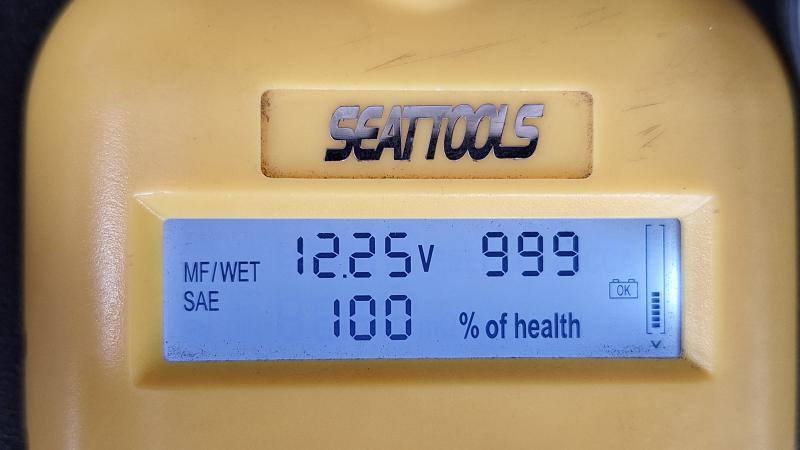 SEATTOOLS
MF/WET 12.25V 999
SAE 100 % of health
OK
V